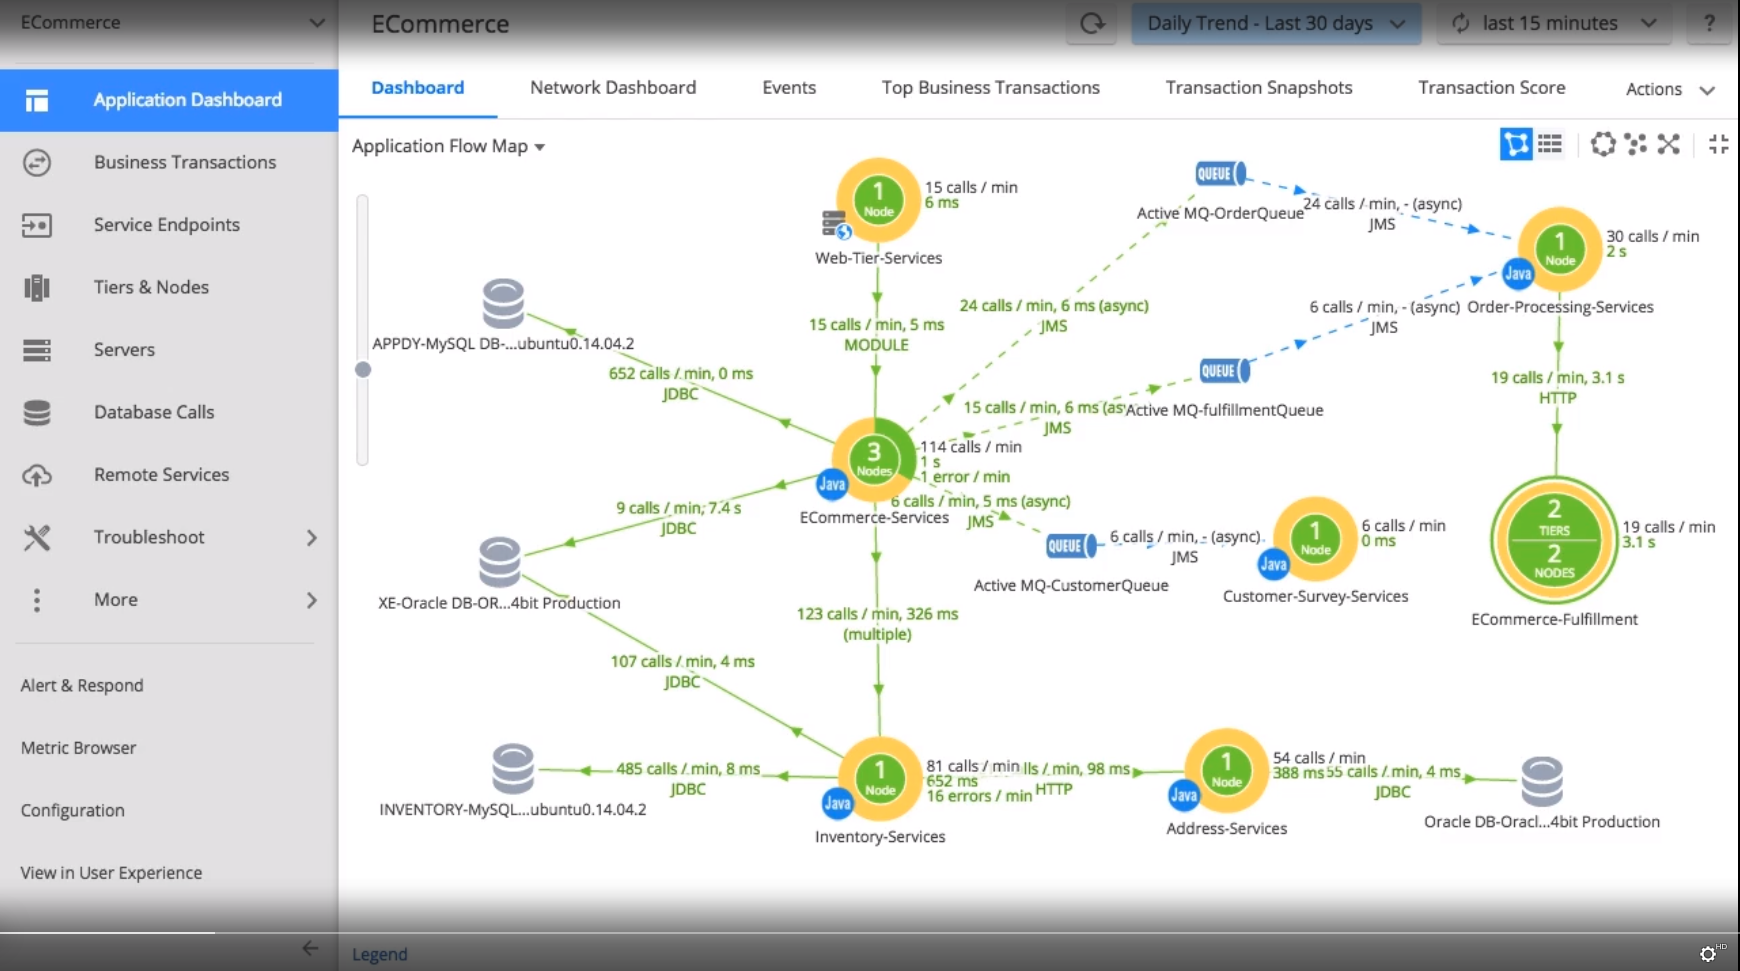 ECommerce
ECommerce
Daily Trend - Last 30 days
last 15 minutes
?
Application Dashboard
Business Transactions
Service Endpoints
Tiers & Nodes
Servers
Database Calls
Remote Services
Troubleshoot
More
Alert & Respond
Metric Browser
Configuration
View in User Experience
Dashboard
Network Dashboard
Events
Top Business Transactions
Transaction Snapshots
Transaction Score
Actions
Application Flow Map
1
Node
15 calls / min
6 ms
Web-Tier-Services
15 calls / min, 5 ms
MODULE
QUEUE
Active MQ-OrderQueue
24 calls / min, - (async)
JMS
1
Node
Java
30 calls / min
2 s
Order-Processing-Services
24 calls / min, 6 ms (async)
JMS
6 calls / min, - (async)
JMS
APPDY-MySQL DB-...ubuntu0.14.04.2
652 calls / min, 0 ms
JDBC
QUEUE
Active MQ-fulfillmentQueue
15 calls / min, 6 ms (as
JMS
19 calls / min, 3.1 s
HTTP
3
Nodes
Java
114 calls / min
1 s
1 error / min
ECommerce-Services
9 calls / min, 7.4 s
JDBC
6 calls / min, 5 ms (async)
JMS
QUEUE
Active MQ-CustomerQueue
6 calls / min, - (async)
JMS
1
Node
Java
6 calls / min
0 ms
Customer-Survey-Services
2
TIERS
2
NODES
19 calls / min
3.1 s
ECommerce-Fulfillment
XE-Oracle DB-OR...4bit Production
123 calls / min, 326 ms
(multiple)
107 calls / min, 4 ms
JDBC
INVENTORY-MySQL...ubuntu0.14.04.2
485 calls / min, 8 ms
JDBC
1
Node
Java
81 calls / min
652 ms
16 errors / min
Inventory-Services
lls / min, 98 ms
HTTP
1
Node
Java
54 calls / min
388 ms
Address-Services
55 calls / min, 4 ms
JDBC
Oracle DB-Oracl...4bit Production
Legend
HD